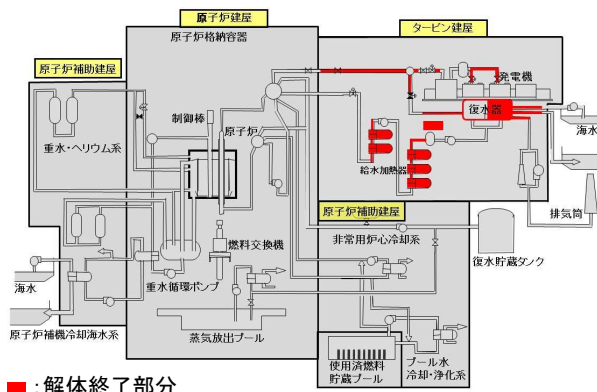 原子炉建屋
タービン建屋
原子炉格納容器
原子炉補助建屋
発電機
制御棒
原子炉
復水器
海水
重水・ヘリウム系
給水加熱器
排気筒
原子炉補助建屋
非常用炉心冷却系
燃料交換機
復水貯蔵タンク
海水
重水循環ポンプ
原子炉補機冷却海水系
蒸気放出プール
使用済燃料
貯蔵プール
プール水
冷却・浄化系
:解体終了部分